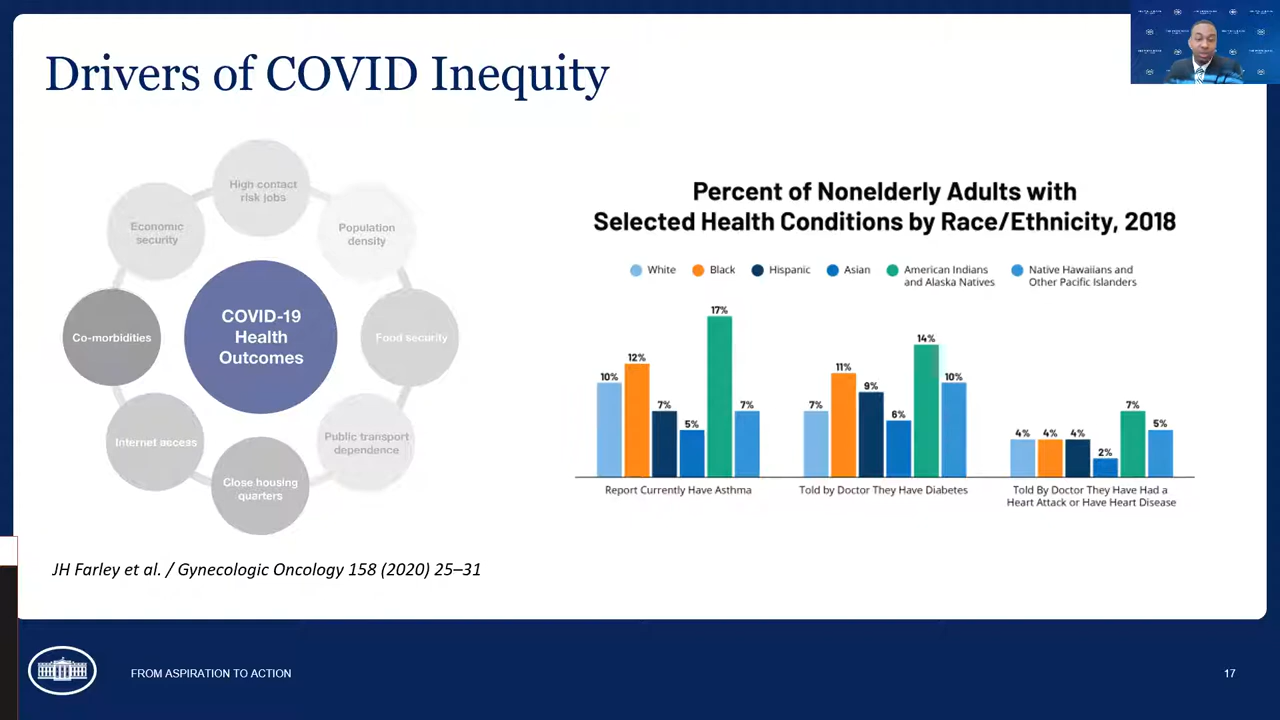 Drivers of COVID Inequity
High contact
risk jobs
Economic
security
Population
density
Co-morbidities
COVID-19
Health
Outcomes
Food security
Internet access
Public transport
dependence
Close housing
quarters
JH Farley et al. / Gynecologic Oncology 158 (2020) 25–31
Percent of Nonelderly Adults with
Selected Health Conditions by Race/Ethnicity, 2018
White
Black
Hispanic
Asian
American Indians
and Alaska Natives
Native Hawaiians and
Other Pacific Islanders
10%
12%
7%
5%
17%
7%
Report Currently Have Asthma
7%
11%
9%
6%
14%
10%
Told by Doctor They Have Diabetes
4%
4%
4%
2%
7%
5%
Told By Doctor They Have Had a
Heart Attack or Have Heart Disease
FROM ASPIRATION TO ACTION
17